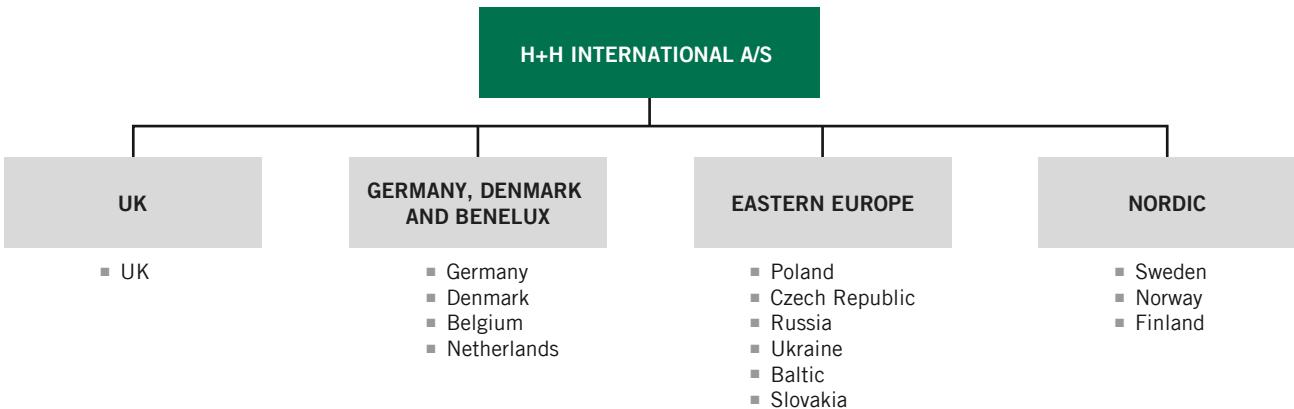 H+H INTERNATIONAL A/S
UK
■ UK
GERMANY, DENMARK
AND BENELUX
■ Germany
■ Denmark
■ Belgium
■ Netherlands
EASTERN EUROPE
■ Poland
■ Czech Republic
■ Russia
■ Ukraine
■ Baltic
■ Slovakia
NORDIC
■ Sweden
■ Norway
■ Finland